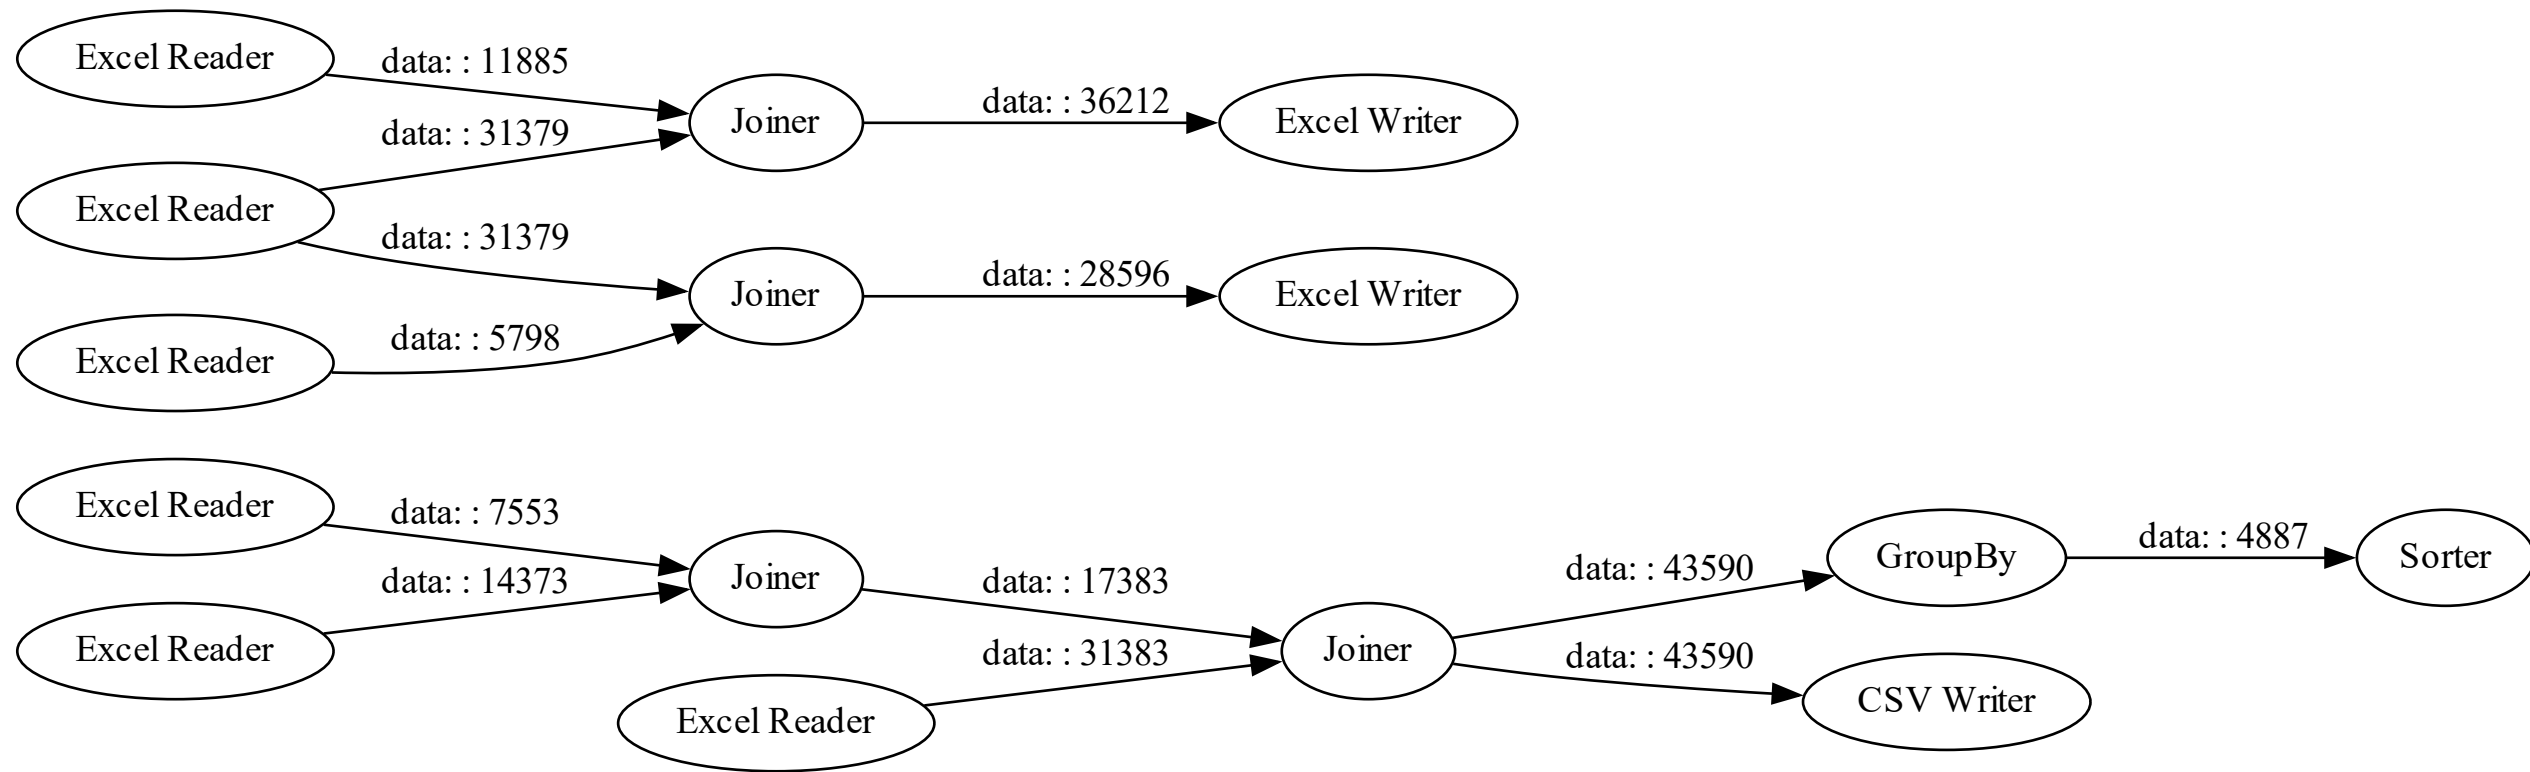 Excel Reader
data: : 11885
Joiner
data: : 36212
Excel Writer
data: : 31379
Excel Reader
data: : 31379
Joiner
data: : 28596
Excel Writer
data: : 5798
Excel Reader
Excel Reader
data: : 7553
Joiner
data: : 14373
Excel Reader
data: : 17383
Joiner
data: : 31383
Excel Reader
data: : 43590
GroupBy
data: : 4887
Sorter
data: : 43590
CSV Writer